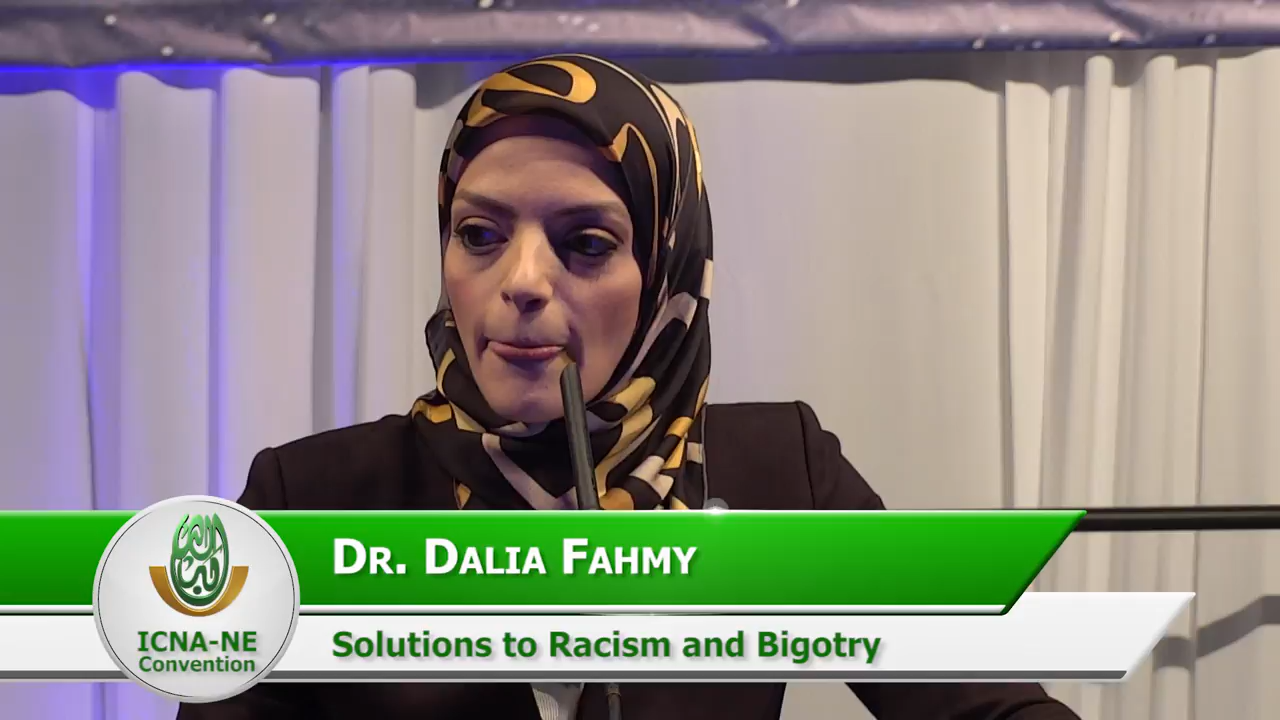 Dr. Dalia Fahmy
Solutions to Racism and Bigotry
ICNA-NE
Convention